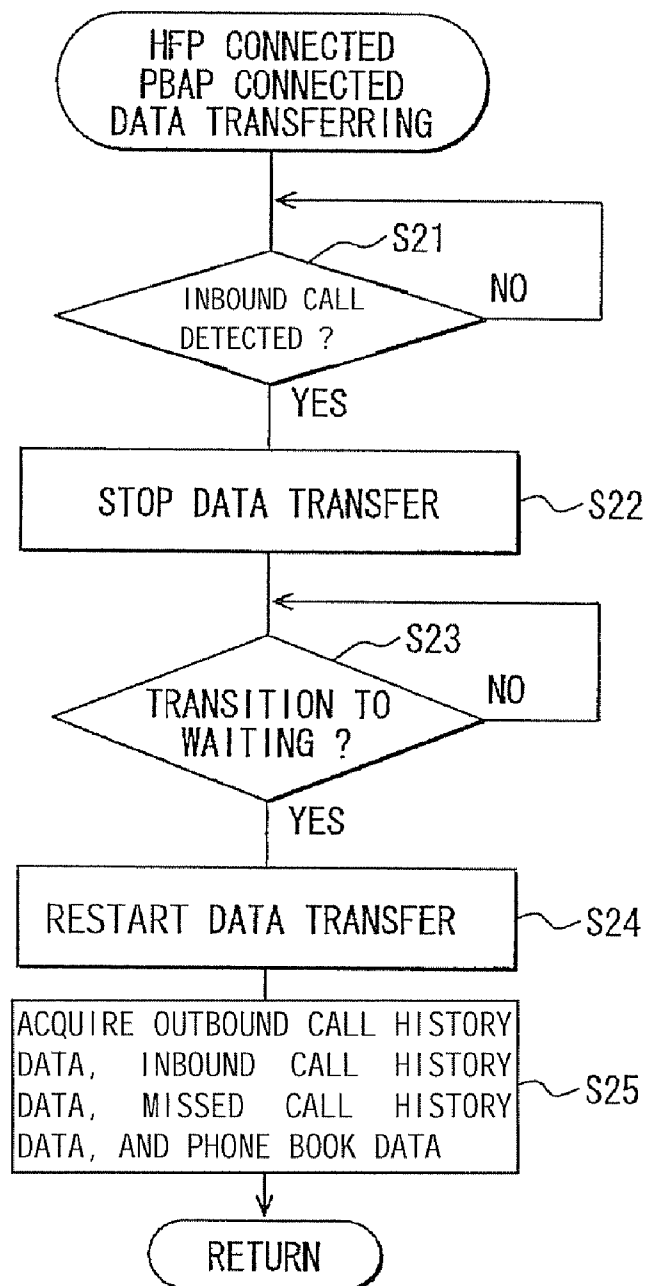 HFP CONNECTED
PBAP CONNECTED
DATA TRANSFERRING
S21
INBOUND CALL
DETECTED ?
NO
YES
STOP DATA TRANSFER
S22
S23
TRANSITION TO
WAITING ?
NO
YES
RESTART DATA TRANSFER
S24
ACQUIRE OUTBOUND CALL HISTORY
DATA, INBOUND CALL HISTORY
DATA, MISSED CALL HISTORY
DATA, AND PHONE BOOK DATA
S25
RETURN